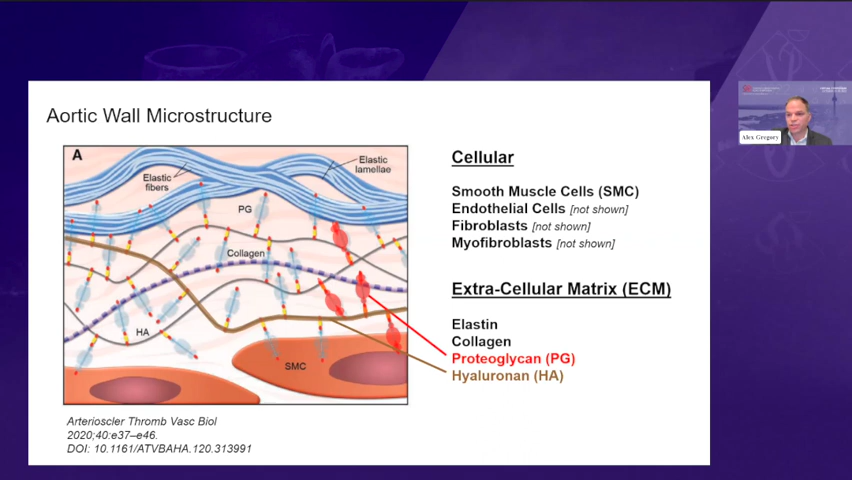 Aortic Wall Microstructure
A
Elastic
fibers
Elastic
lamellae
PG
Collagen
HA
SMC
Arterioscler Thromb Vasc Biol
2020;40:e37–e46.
DOI: 10.1161/ATVBAHA.120.313991
Cellular
Smooth Muscle Cells (SMC)
Endothelial Cells [not shown]
Fibroblasts [not shown]
Myofibroblasts [not shown]
Extra-Cellular Matrix (ECM)
Elastin
Collagen
Proteoglycan (PG)
Hyaluronan (HA)
Alex Gregory